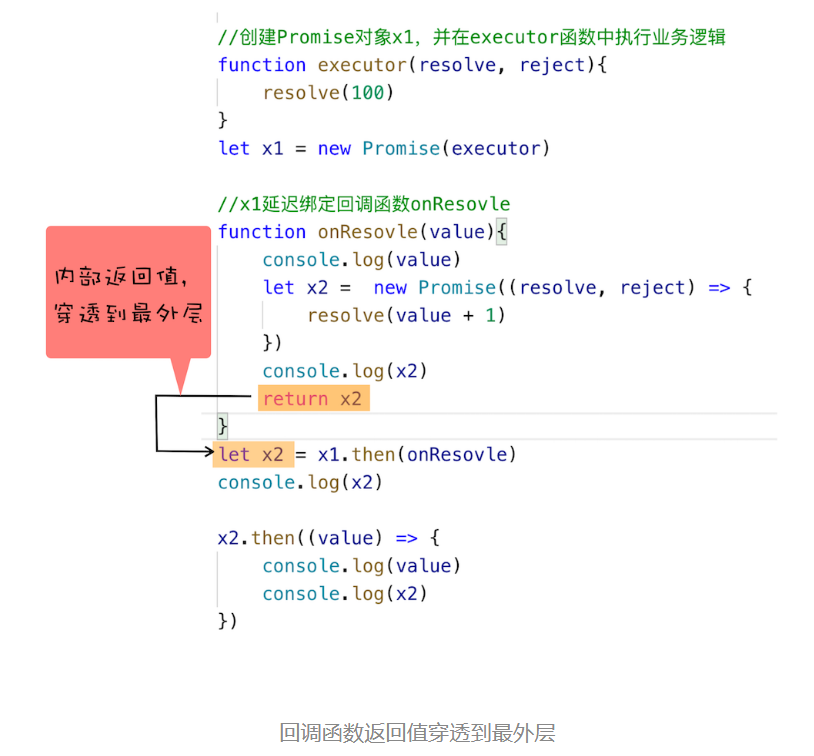 //创建Promise对象x1，并在executor函数中执行业务逻辑
function executor(resolve, reject){
    resolve(100)
}
let x1 = new Promise(executor)

//x1延迟绑定回调函数onResovle
function onResovle(value){
    console.log(value)
    let x2 =  new Promise((resolve, reject) => {
        resolve(value + 1)
    })
    console.log(x2)
    return x2
}
let x2 = x1.then(onResovle)
console.log(x2)

x2.then((value) => {
    console.log(value)
    console.log(x2)
})
内部返回值，
穿透到最外层
回调函数返回值穿透到最外层